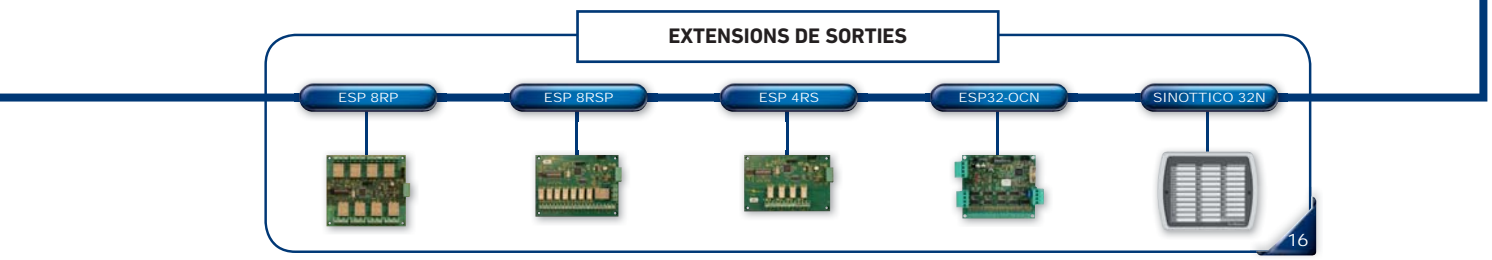 EXTENSIONS DE SORTIES
ESP 8RP
ESP 8RSP
ESP 4RS
ESP32-OCN
SINOTTICO 32N
16